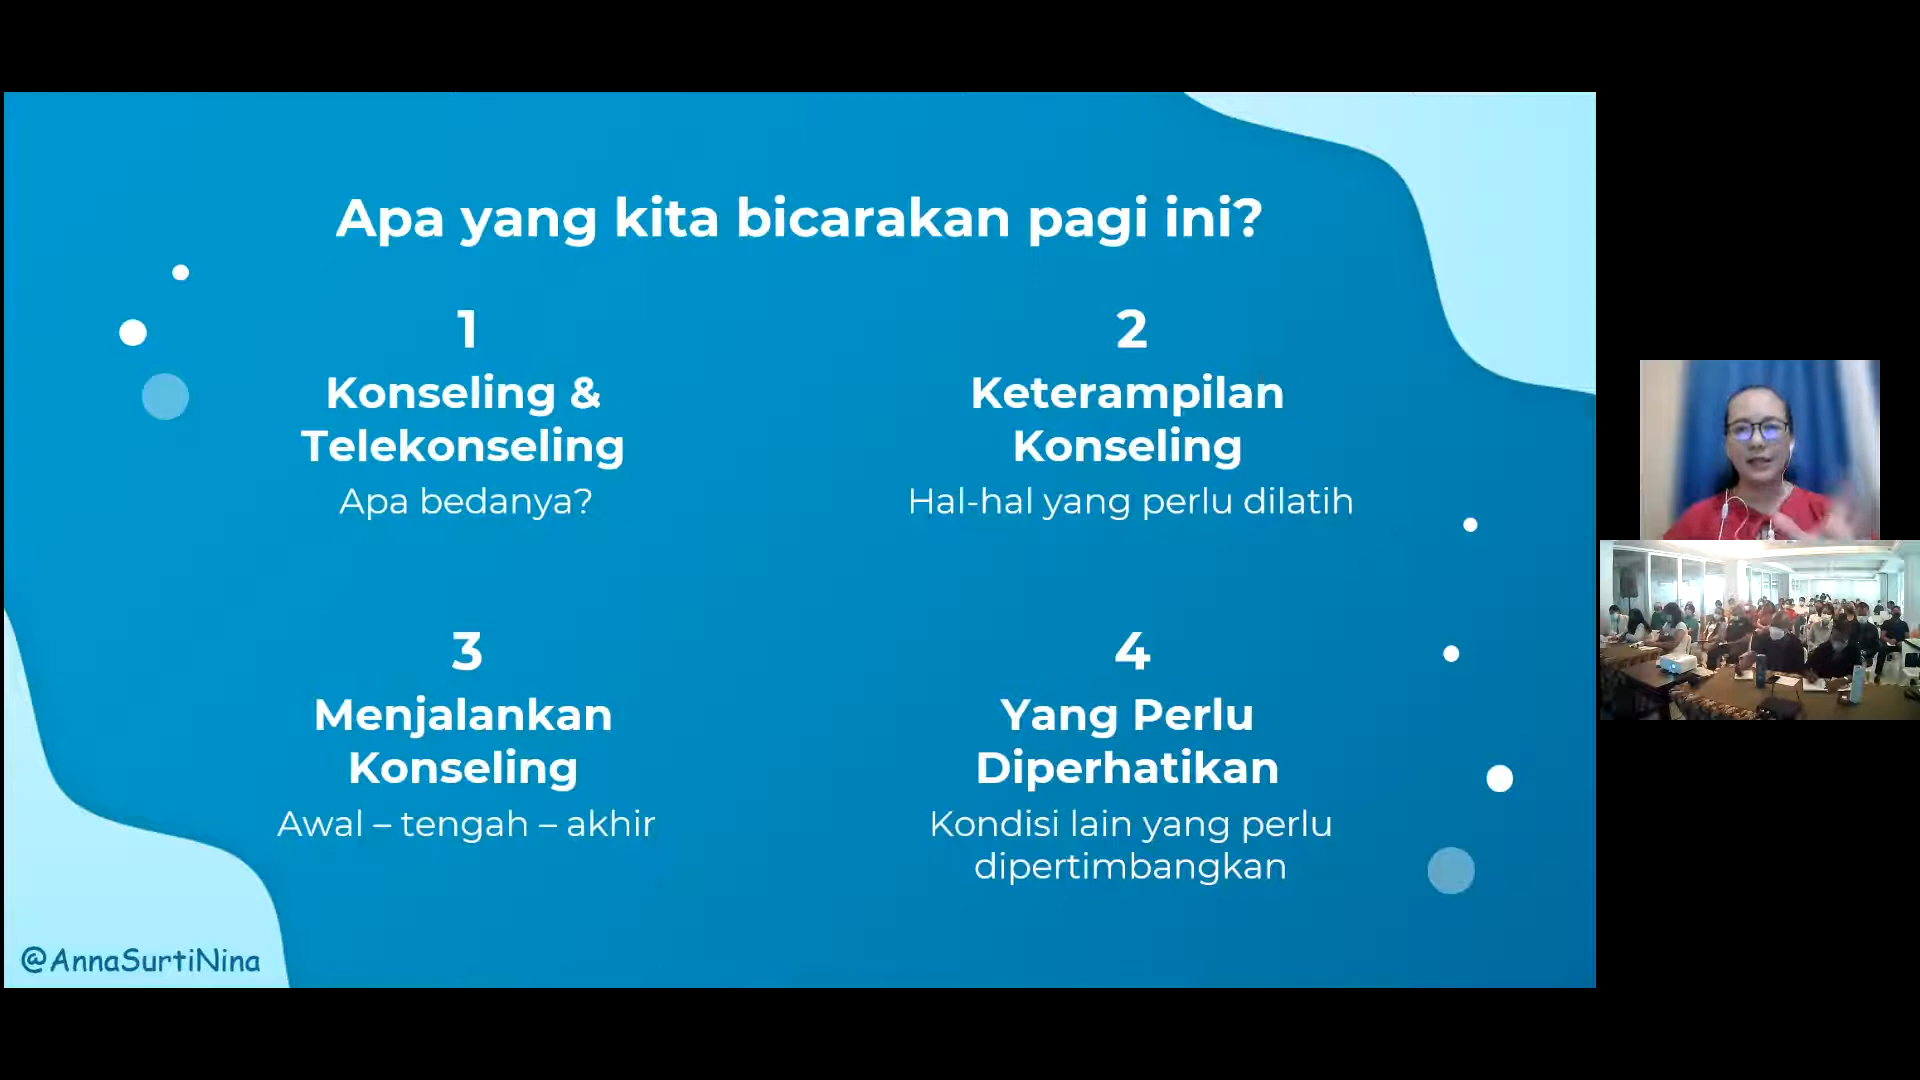 Apa yang kita bicarakan pagi ini?
1
Konseling &
Telekonseling
Apa bedanya?
2
Keterampilan
Konseling
Hal-hal yang perlu dilatih
3
Menjalankan
Konseling
Awal – tengah – akhir
4
Yang Perlu
Diperhatikan
Kondisi lain yang perlu
dipertimbangkan
@AnnaSurtiNina